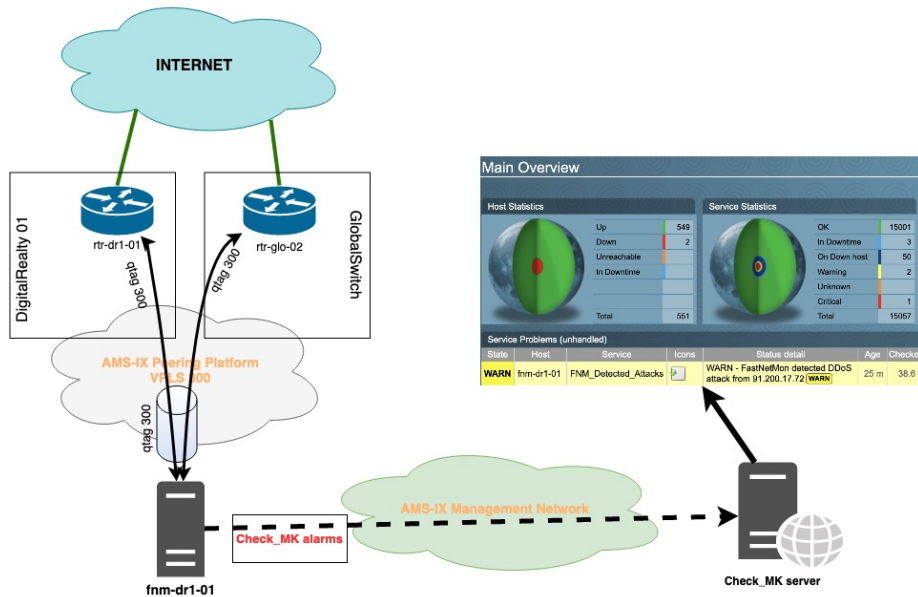 INTERNET
DigitalRealty 01
rtr-dr1-01
qtag 300
rtr-glo-02
qtag 300
GlobalSwitch
AMS-IX Peering Platform
VPLS 300
qtag 300
fnm-dr1-01
Check_MK alarms
AMS-IX Management Network
Check_MK server
Main Overview
Host Statistics
Up 549
Down 2
Unreachable
In Downtime
Total 551
Service Statistics
OK 15001
In Downtime 3
On Down host 50
Warning 2
Unknown
Critical 1
Total 15057
Service Problems (unhandled)
State Host Service Icons Status detail Age Checke
WARN fnm-dr1-01 FNM_Detected_Attacks WARN - FastNetMon detected DDoS 25 m 38.6
attack from 91.200.17.72 WARN